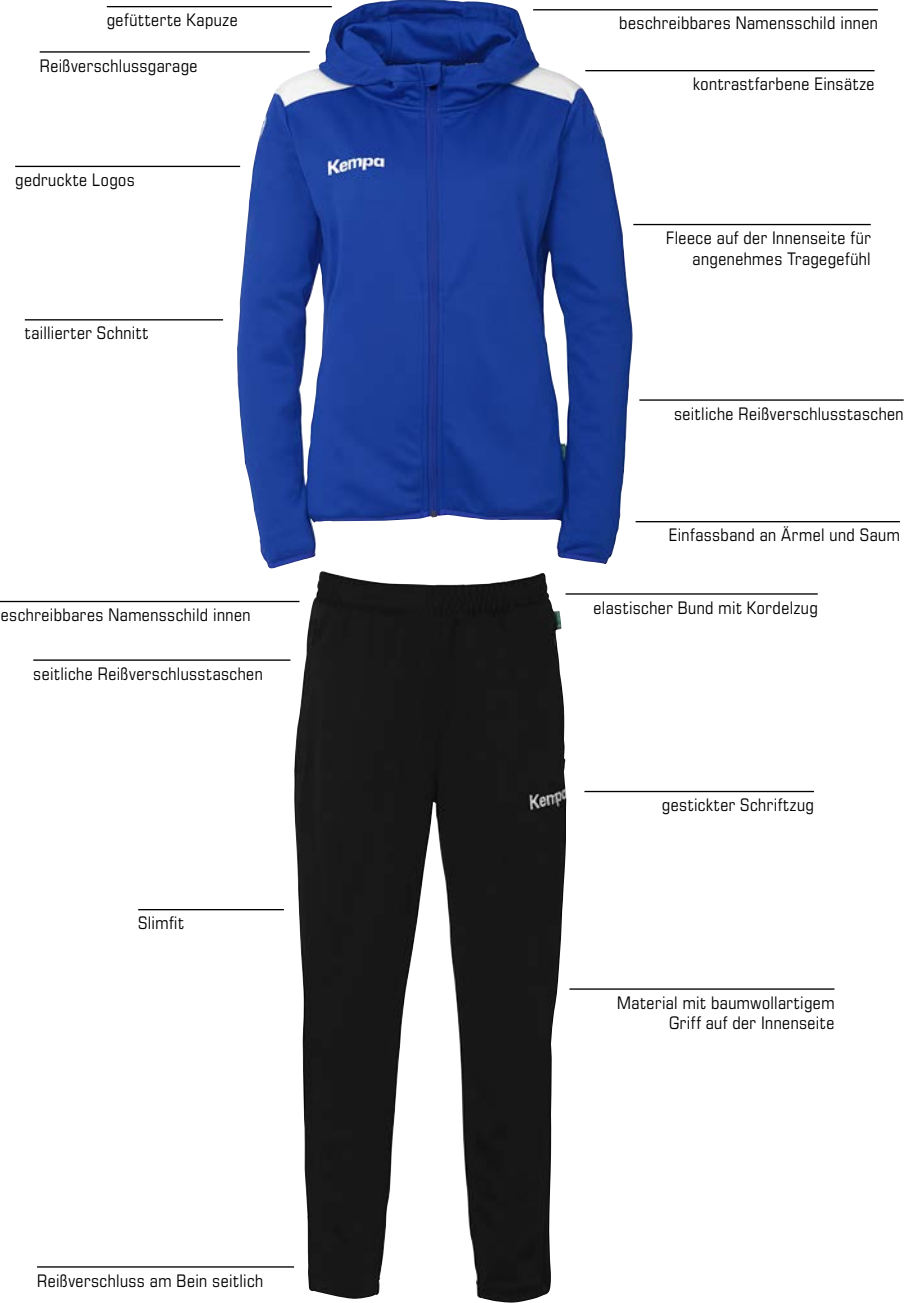 gefütterte Kapuze
beschreibbares Namensschild innen
Reißverschlussgarage
kontrastfarbene Einsätze
Kempa
gedruckte Logos
Fleece auf der Innenseite für
angenehmes Tragegefühl
taillierter Schnitt
seitliche Reißverschlusstaschen
Einfassband an Ärmel und Saum
eschreibbares Namensschild innen
elastischer Bund mit Kordelzug
seitliche Reißverschlusstaschen
Kempa
gestickter Schriftzug
Slimfit
Material mit baumwollartigem
Griff auf der Innenseite
Reißverschluss am Bein seitlich